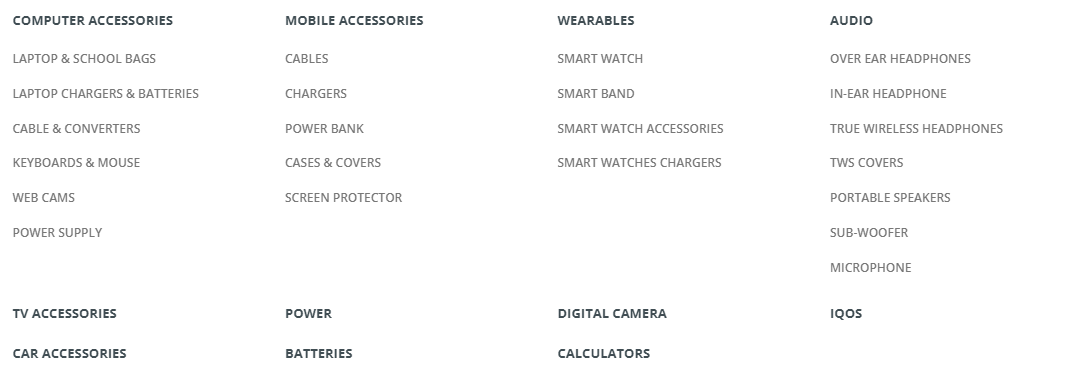 COMPUTER ACCESSORIES
LAPTOP & SCHOOL BAGS
LAPTOP CHARGERS & BATTERIES
CABLE & CONVERTERS
KEYBOARDS & MOUSE
WEB CAMS
POWER SUPPLY
MOBILE ACCESSORIES
CABLES
CHARGERS
POWER BANK
CASES & COVERS
SCREEN PROTECTOR
WEARABLES
SMART WATCH
SMART BAND
SMART WATCH ACCESSORIES
SMART WATCHES CHARGERS
AUDIO
OVER EAR HEADPHONES
IN-EAR HEADPHONE
TRUE WIRELESS HEADPHONES
TWS COVERS
PORTABLE SPEAKERS
SUB-WOOFER
MICROPHONE
TV ACCESSORIES
POWER
DIGITAL CAMERA
IQOS
CAR ACCESSORIES
BATTERIES
CALCULATORS